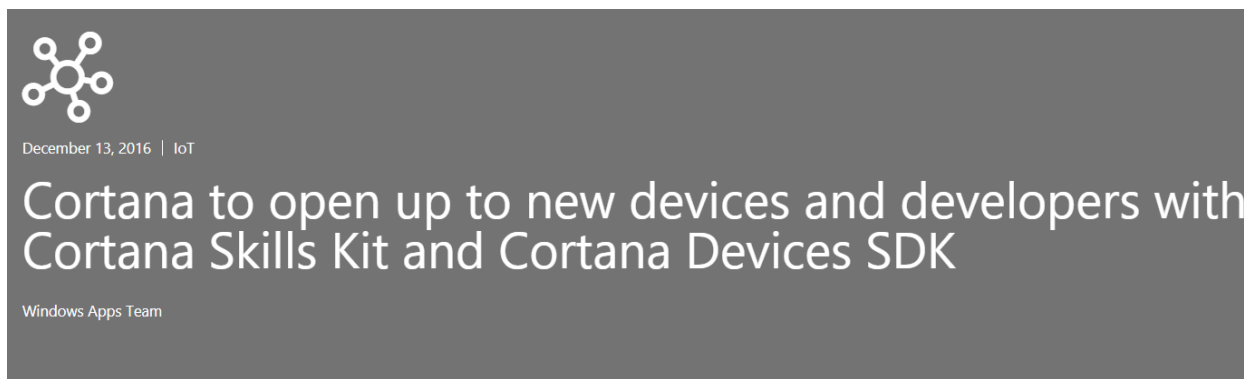 December 13, 2016 | IoT
Cortana to open up to new devices and developers with
Cortana Skills Kit and Cortana Devices SDK
Windows Apps Team